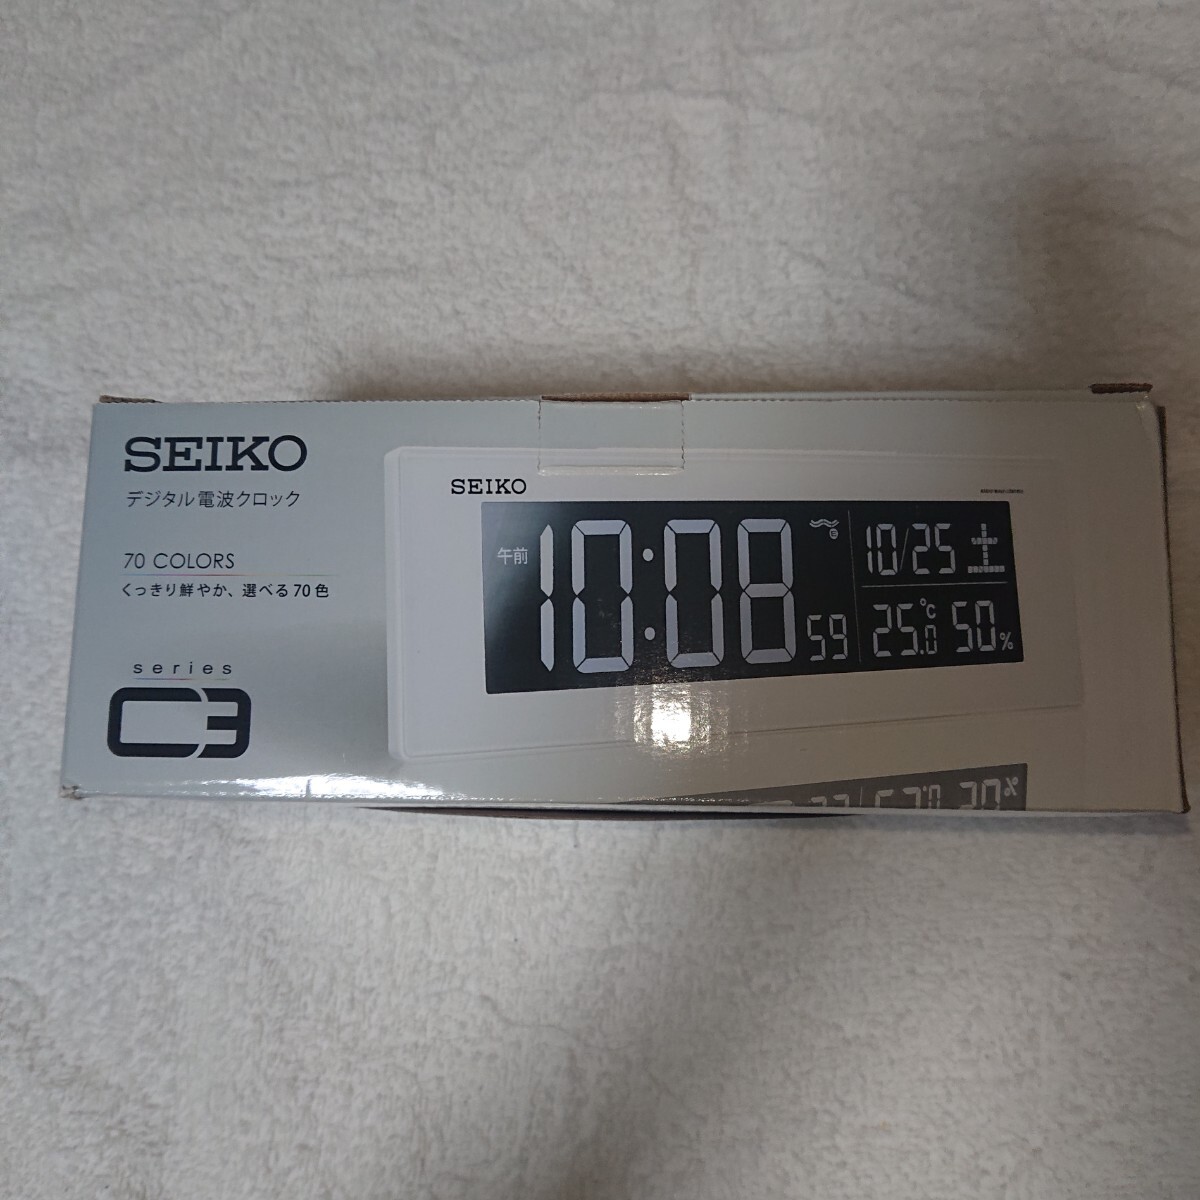 SEIKO
デジタル電波クロック
70 COLORS
くっきり鮮やか、選べる70色
series
C3
SEIKO
午前 10:08 59
10/25 土
25.0 ℃ 50%